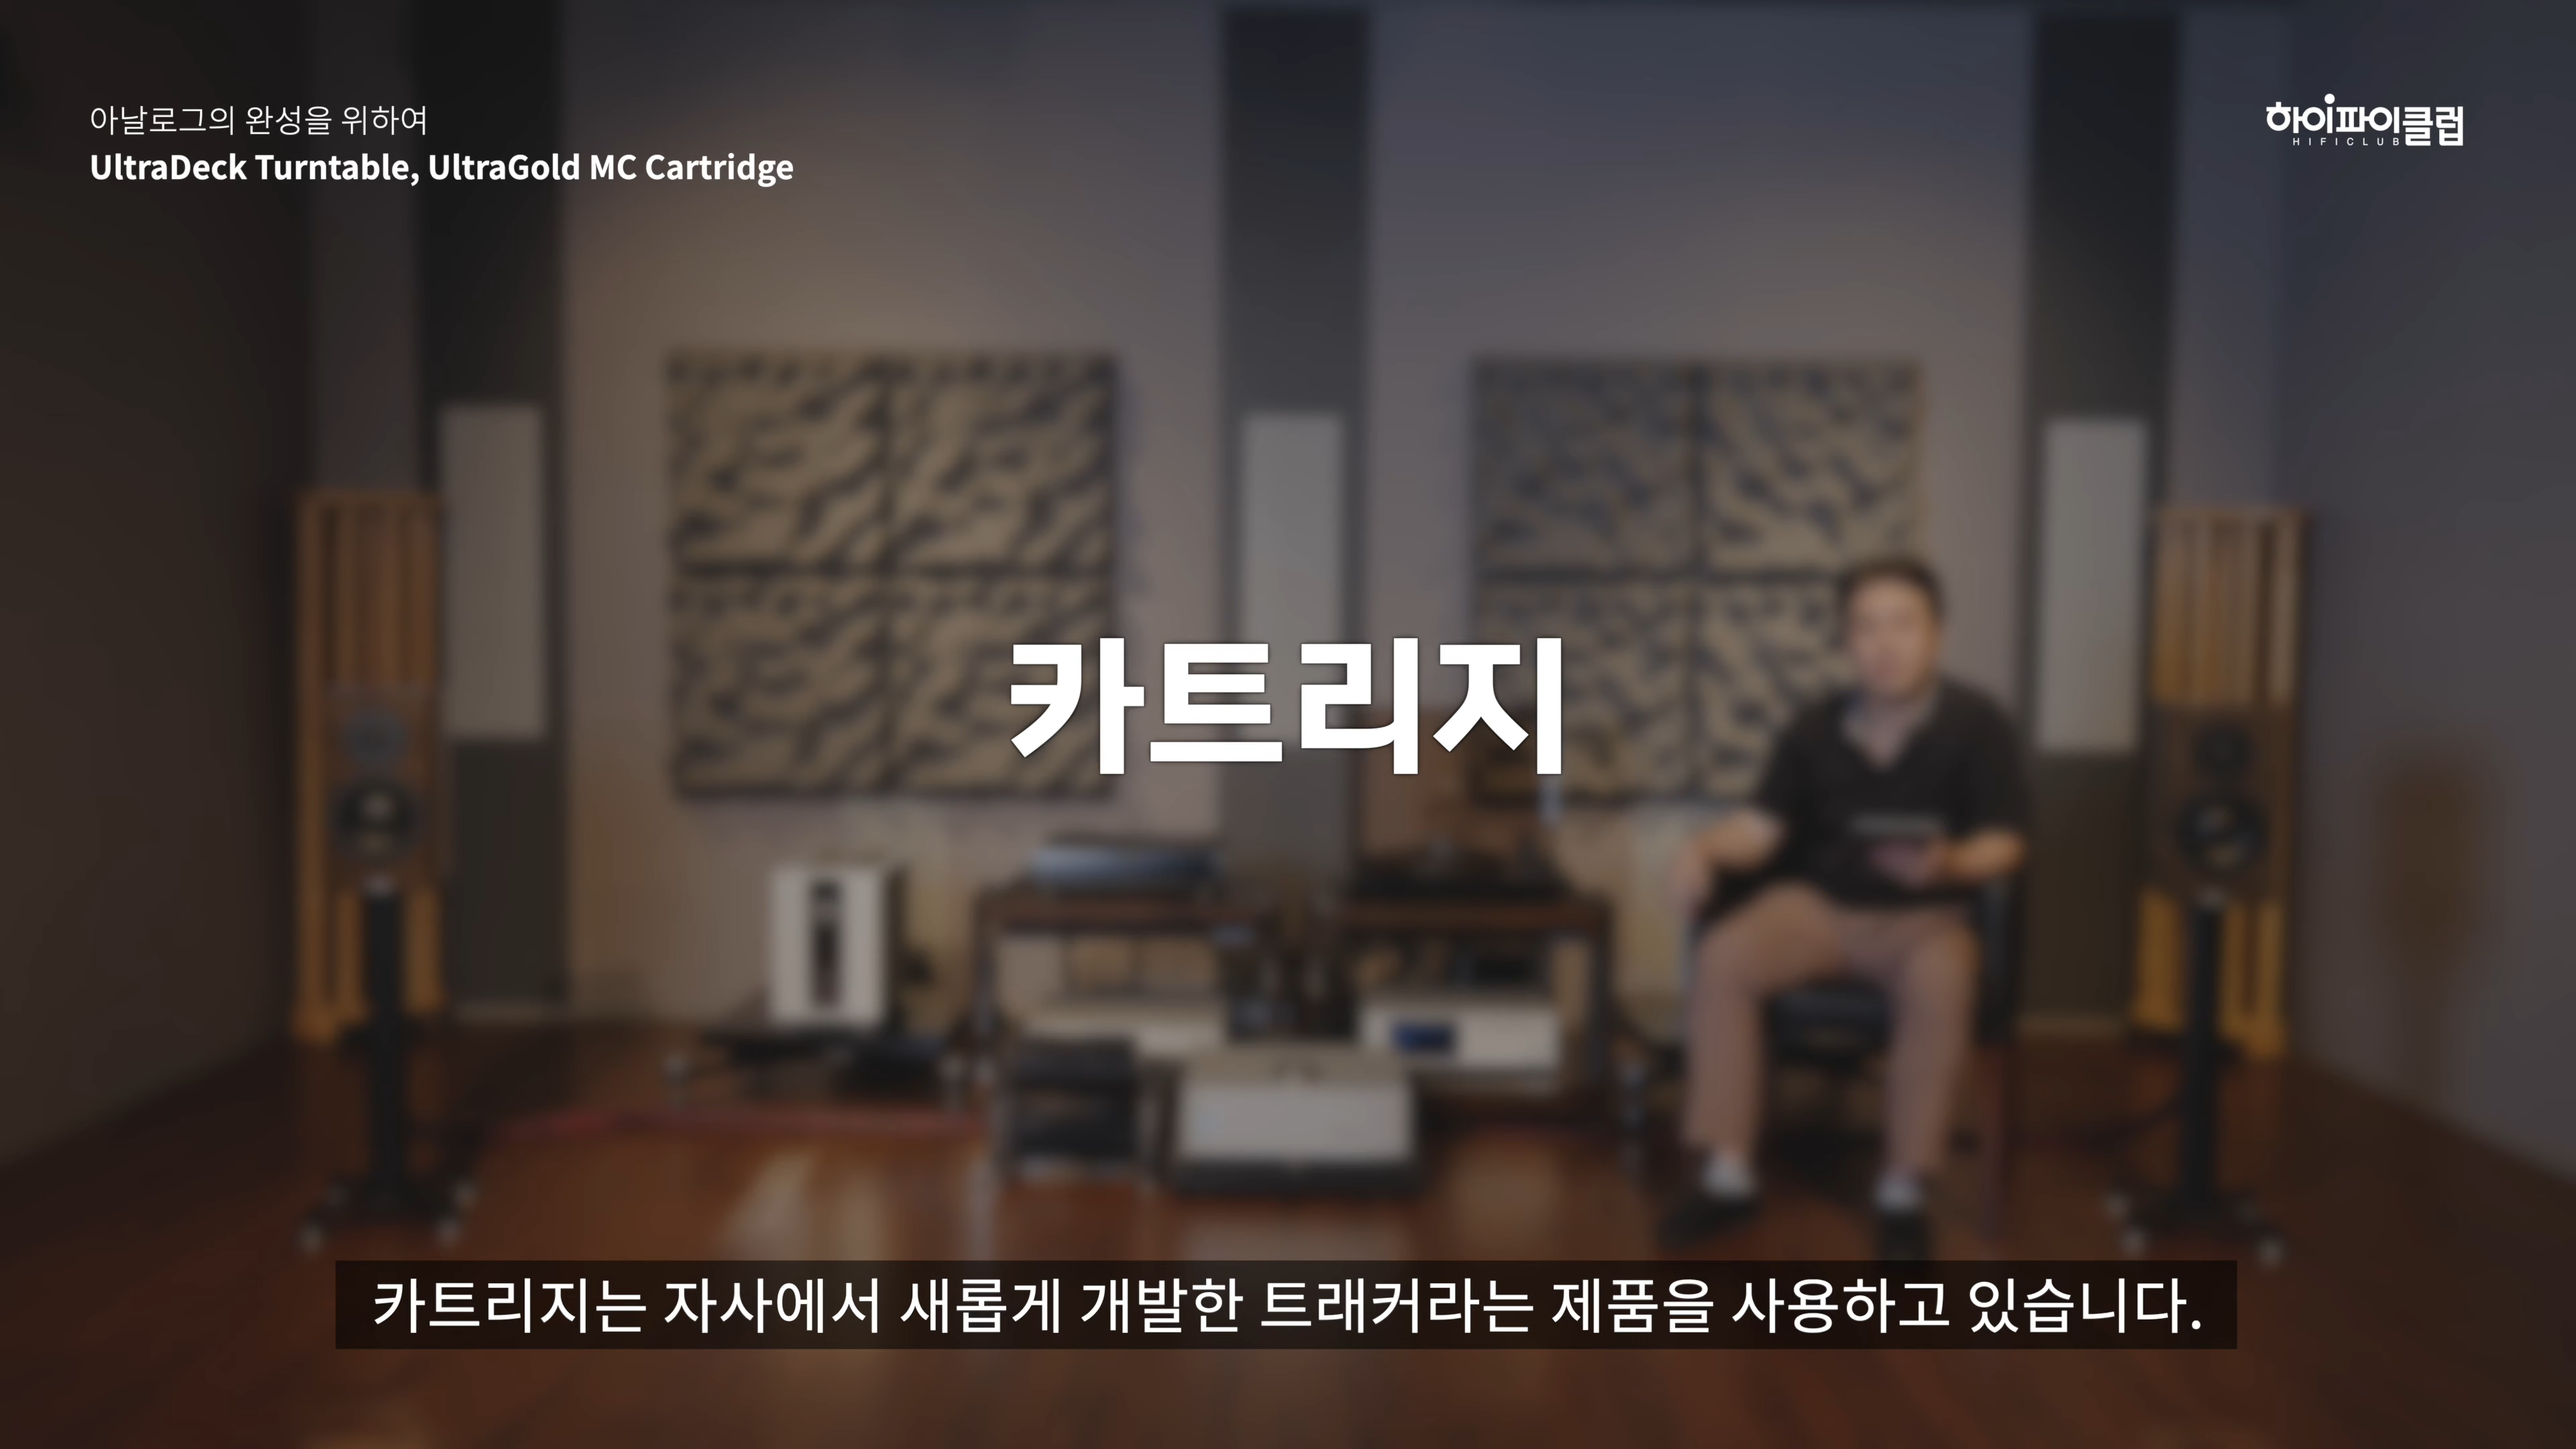 아날로그의 완성을 위하여
UltraDeck Turntable, UltraGold MC Cartridge
하이파이클럽
HIFICLUB
카트리지
카트리지는 자사에서 새롭게 개발한 트래커라는 제품을 사용하고 있습니다.